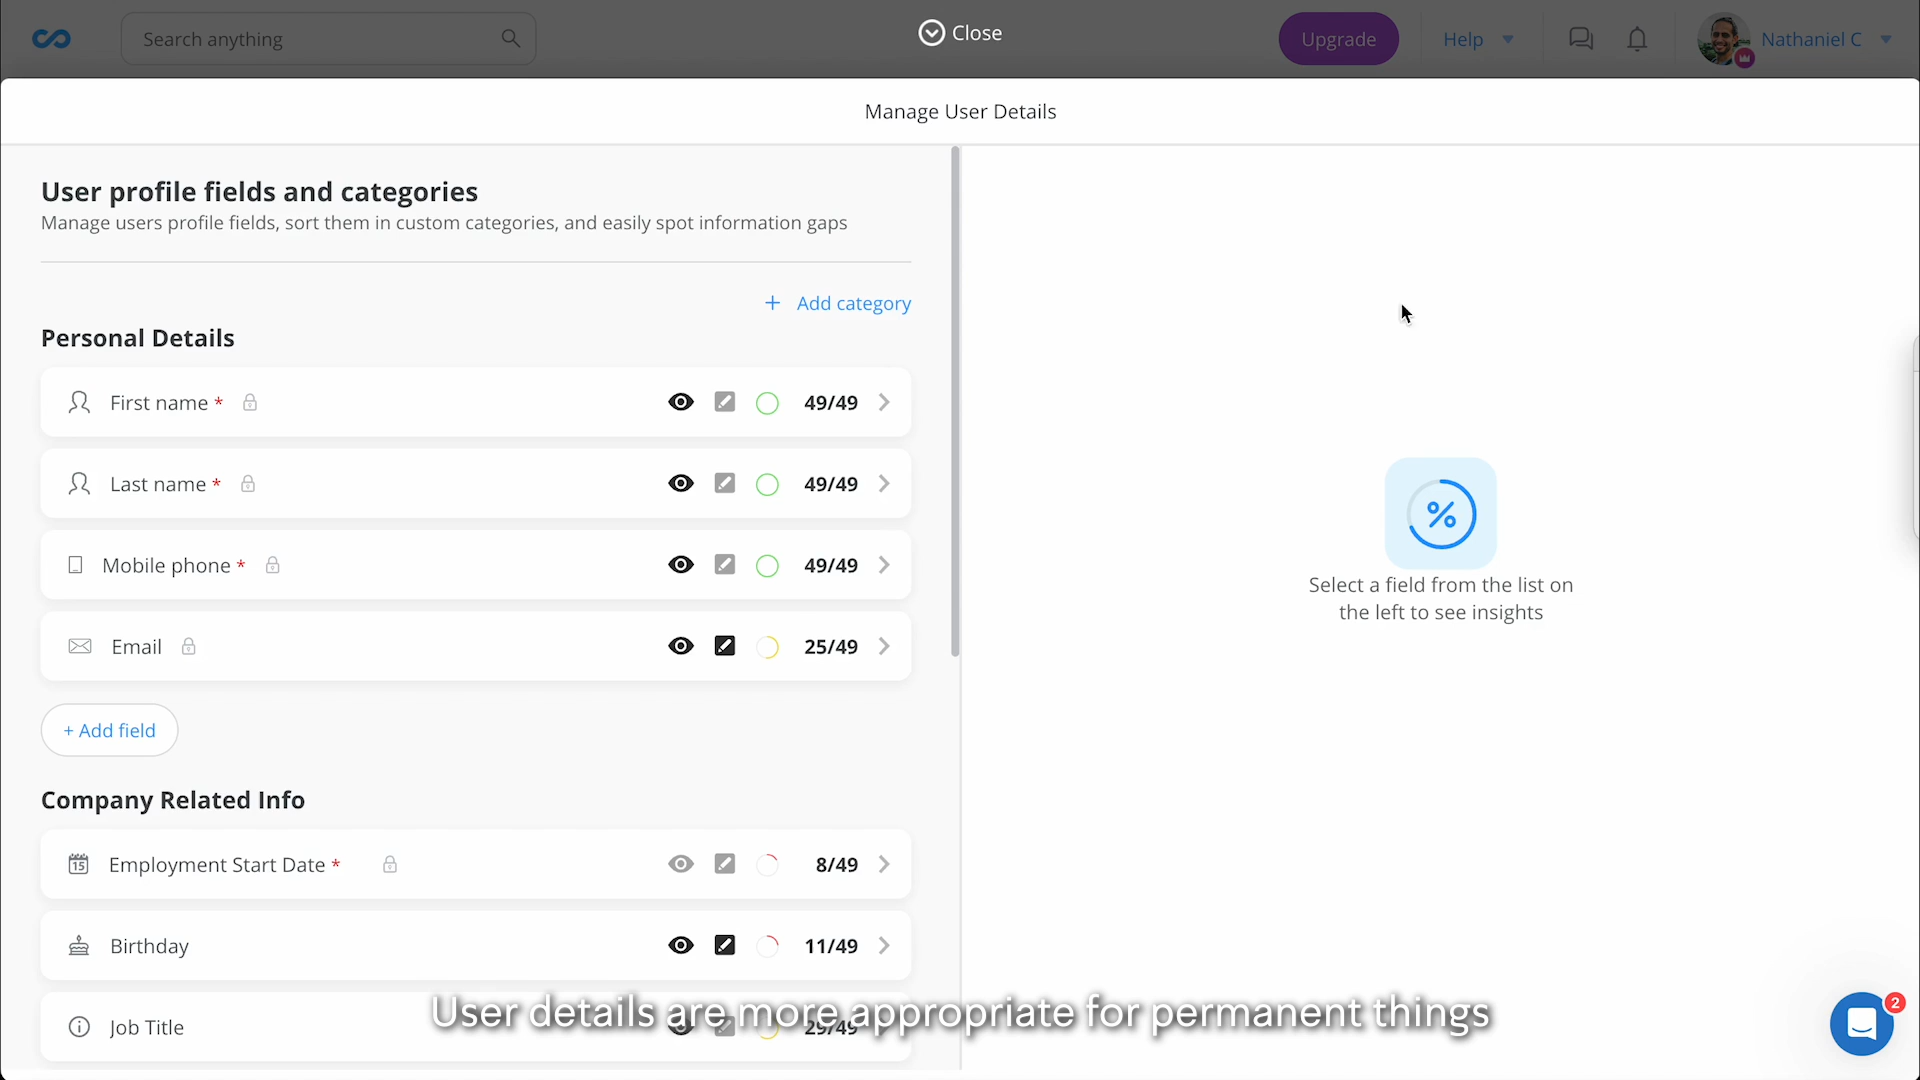 Search anything
Close
Upgrade
Help
Nathaniel C
Manage User Details
User profile fields and categories
Manage users profile fields, sort them in custom categories, and easily spot information gaps
+ Add category
Personal Details
First name * 49/49
Last name * 49/49
Mobile phone * 49/49
Email 25/49
+ Add field
Company Related Info
15 Employment Start Date * 8/49
Birthday 11/49
Job Title 29/49
%
Select a field from the list on
the left to see insights
User details are more appropriate for permanent things
2